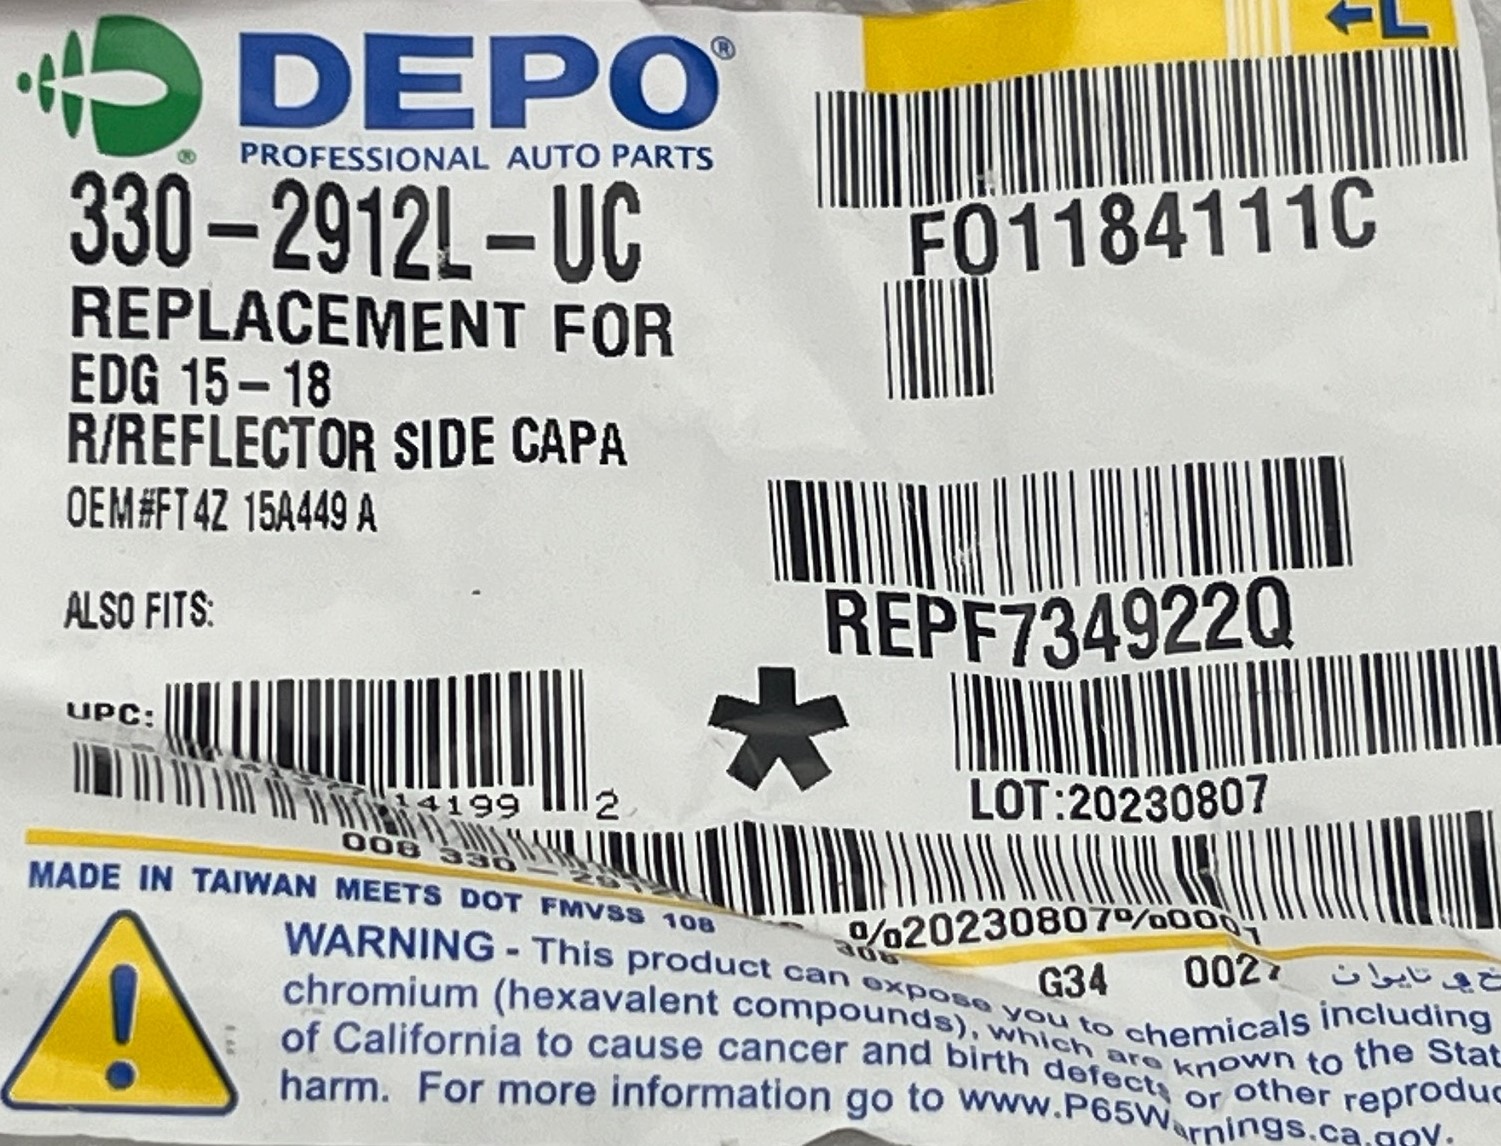 ←L
DEPO®
®
PROFESSIONAL AUTO PARTS
330-2912L-UC
REPLACEMENT FOR
EDG 15-18
R/REFLECTOR SIDE CAPA
OEM#FT4Z 15A449 A
ALSO FITS:
FO1184111C
REPF734922Q
UPC:
14199 2
*
LOT:20230807
008 330-2912
%20230807%0001
308
G34 0027
MADE IN TAIWAN MEETS DOT FMVSS 108
WARNING - This product can expose you to chemicals including
chromium (hexavalent compounds), which are known to the Stat
of California to cause cancer and birth defects or other reproduc
harm. For more information go to www.P65Warnings.ca.gov.